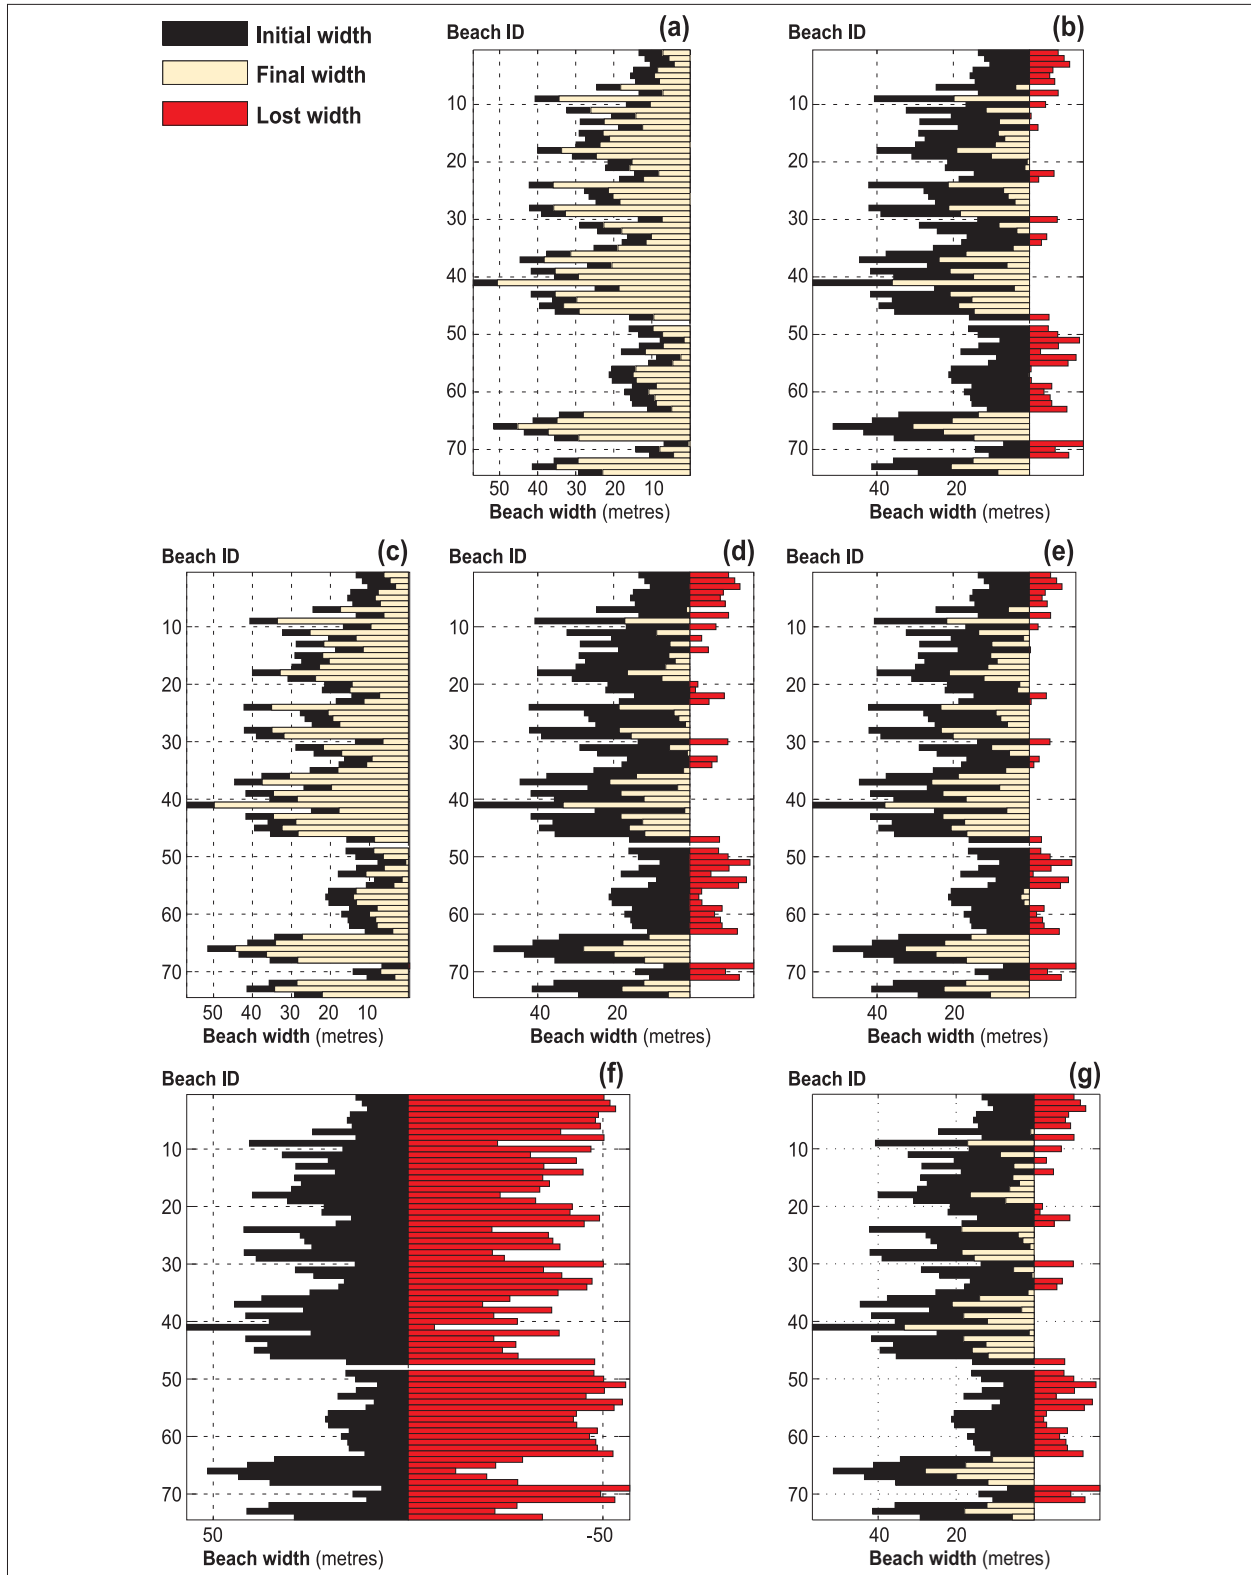 Initial width
Final width
Lost width
Beach ID (a)
10
20
30
40
50
60
70
50 40 30 20 10
Beach width (metres)
Beach ID (b)
10
20
30
40
50
60
70
40 20
Beach width (metres)
Beach ID (c)
10
20
30
40
50
60
70
50 40 30 20 10
Beach width (metres)
Beach ID (d)
10
20
30
40
50
60
70
40 20
Beach width (metres)
Beach ID (e)
10
20
30
40
50
60
70
40 20
Beach width (metres)
Beach ID (f)
10
20
30
40
50
60
70
50 -50
Beach width (metres)
Beach ID (g)
10
20
30
40
50
60
70
40 20
Beach width (metres)